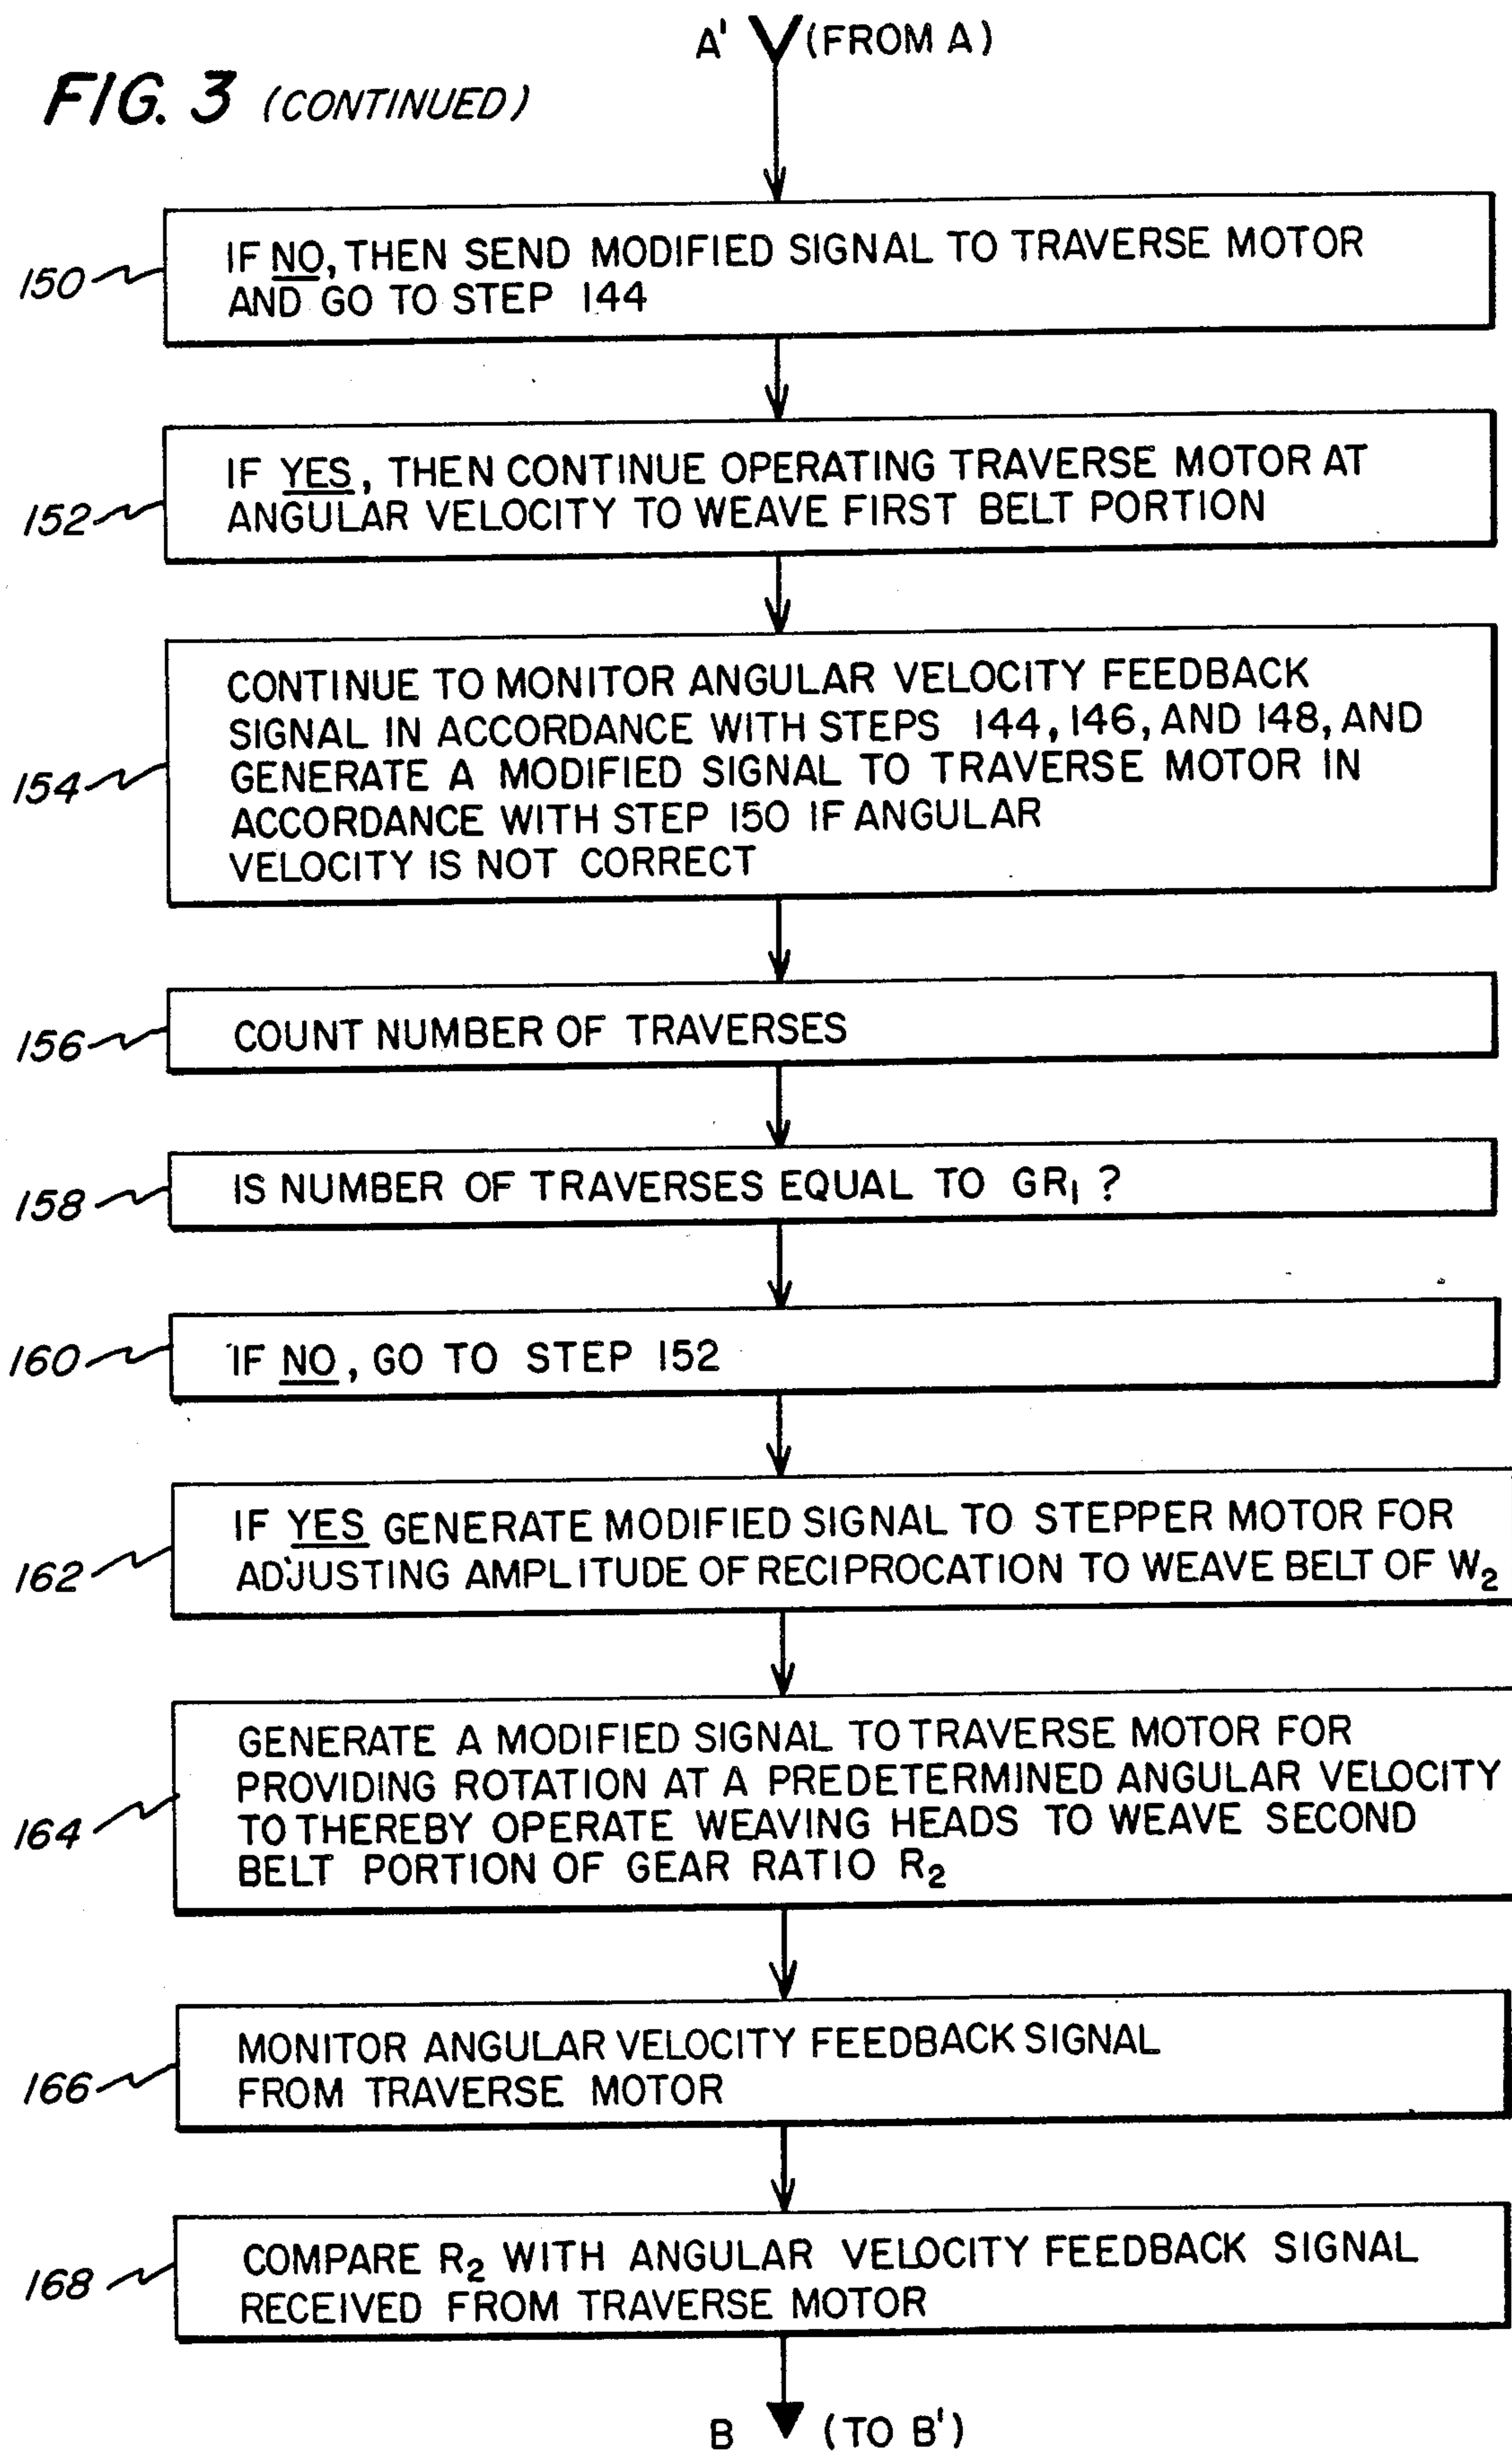 A' (FROM A)
FIG. 3 (CONTINUED)
150
IF NO, THEN SEND MODIFIED SIGNAL TO TRAVERSE MOTOR
AND GO TO STEP 144
152
IF YES, THEN CONTINUE OPERATING TRAVERSE MOTOR AT
ANGULAR VELOCITY TO WEAVE FIRST BELT PORTION
154
CONTINUE TO MONITOR ANGULAR VELOCITY FEEDBACK
SIGNAL IN ACCORDANCE WITH STEPS 144, 146, AND 148, AND
GENERATE A MODIFIED SIGNAL TO TRAVERSE MOTOR IN
ACCORDANCE WITH STEP 150 IF ANGULAR
VELOCITY IS NOT CORRECT
156
COUNT NUMBER OF TRAVERSES
158
IS NUMBER OF TRAVERSES EQUAL TO GR₁ ?
160
IF NO, GO TO STEP 152
162
IF YES GENERATE MODIFIED SIGNAL TO STEPPER MOTOR FOR
ADJUSTING AMPLITUDE OF RECIPROCATION TO WEAVE BELT OF W₂
164
GENERATE A MODIFIED SIGNAL TO TRAVERSE MOTOR FOR
PROVIDING ROTATION AT A PREDETERMINED ANGULAR VELOCITY
TO THEREBY OPERATE WEAVING HEADS TO WEAVE SECOND
BELT PORTION OF GEAR RATIO R₂
166
MONITOR ANGULAR VELOCITY FEEDBACK SIGNAL
FROM TRAVERSE MOTOR
168
COMPARE R₂ WITH ANGULAR VELOCITY FEEDBACK SIGNAL
RECEIVED FROM TRAVERSE MOTOR
B (TO B')